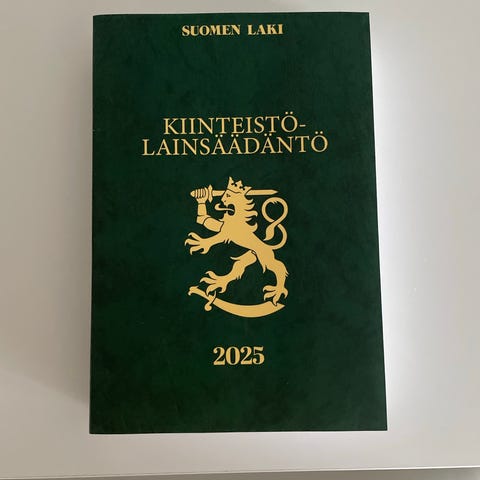 SUOMEN LAKI
KIINTEISTÖ-
LAINSÄÄDÄNTÖ
2025